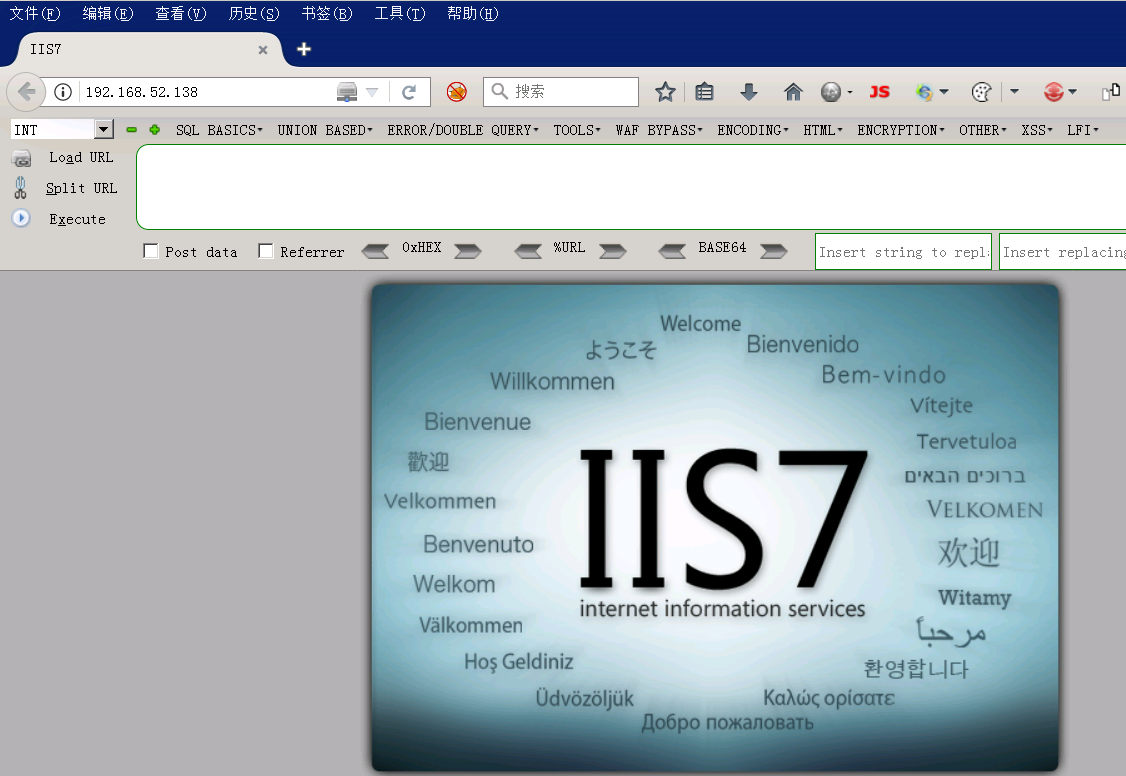 文件(F) 编辑(E) 查看(V) 历史(S) 书签(B) 工具(T) 帮助(H)
IIS7
192.168.52.138 搜索 JS
INT SQL BASICS UNION BASED ERROR/DOUBLE QUERY TOOLS WAF BYPASS ENCODING HTML ENCRYPTION OTHER XSS LFI
Load URL
Split URL
Execute
Post data Referrer 0xHEX %URL BASE64 Insert string to repl Insert replacing
Welcome
ようこそ Bienvenido
Willkommen Bem-vindo
Bienvenue Vítejte
歡迎 Tervetuloa
ברוכים הבאים
Velkommen VELKOMEN
Benvenuto 欢迎
Welkom Witamy
Välkommen مرحباً
Hoş Geldiniz 환영합니다
Üdvözöljük Καλώς ορίσατε
Добро пожаловать
IIS7
internet information services